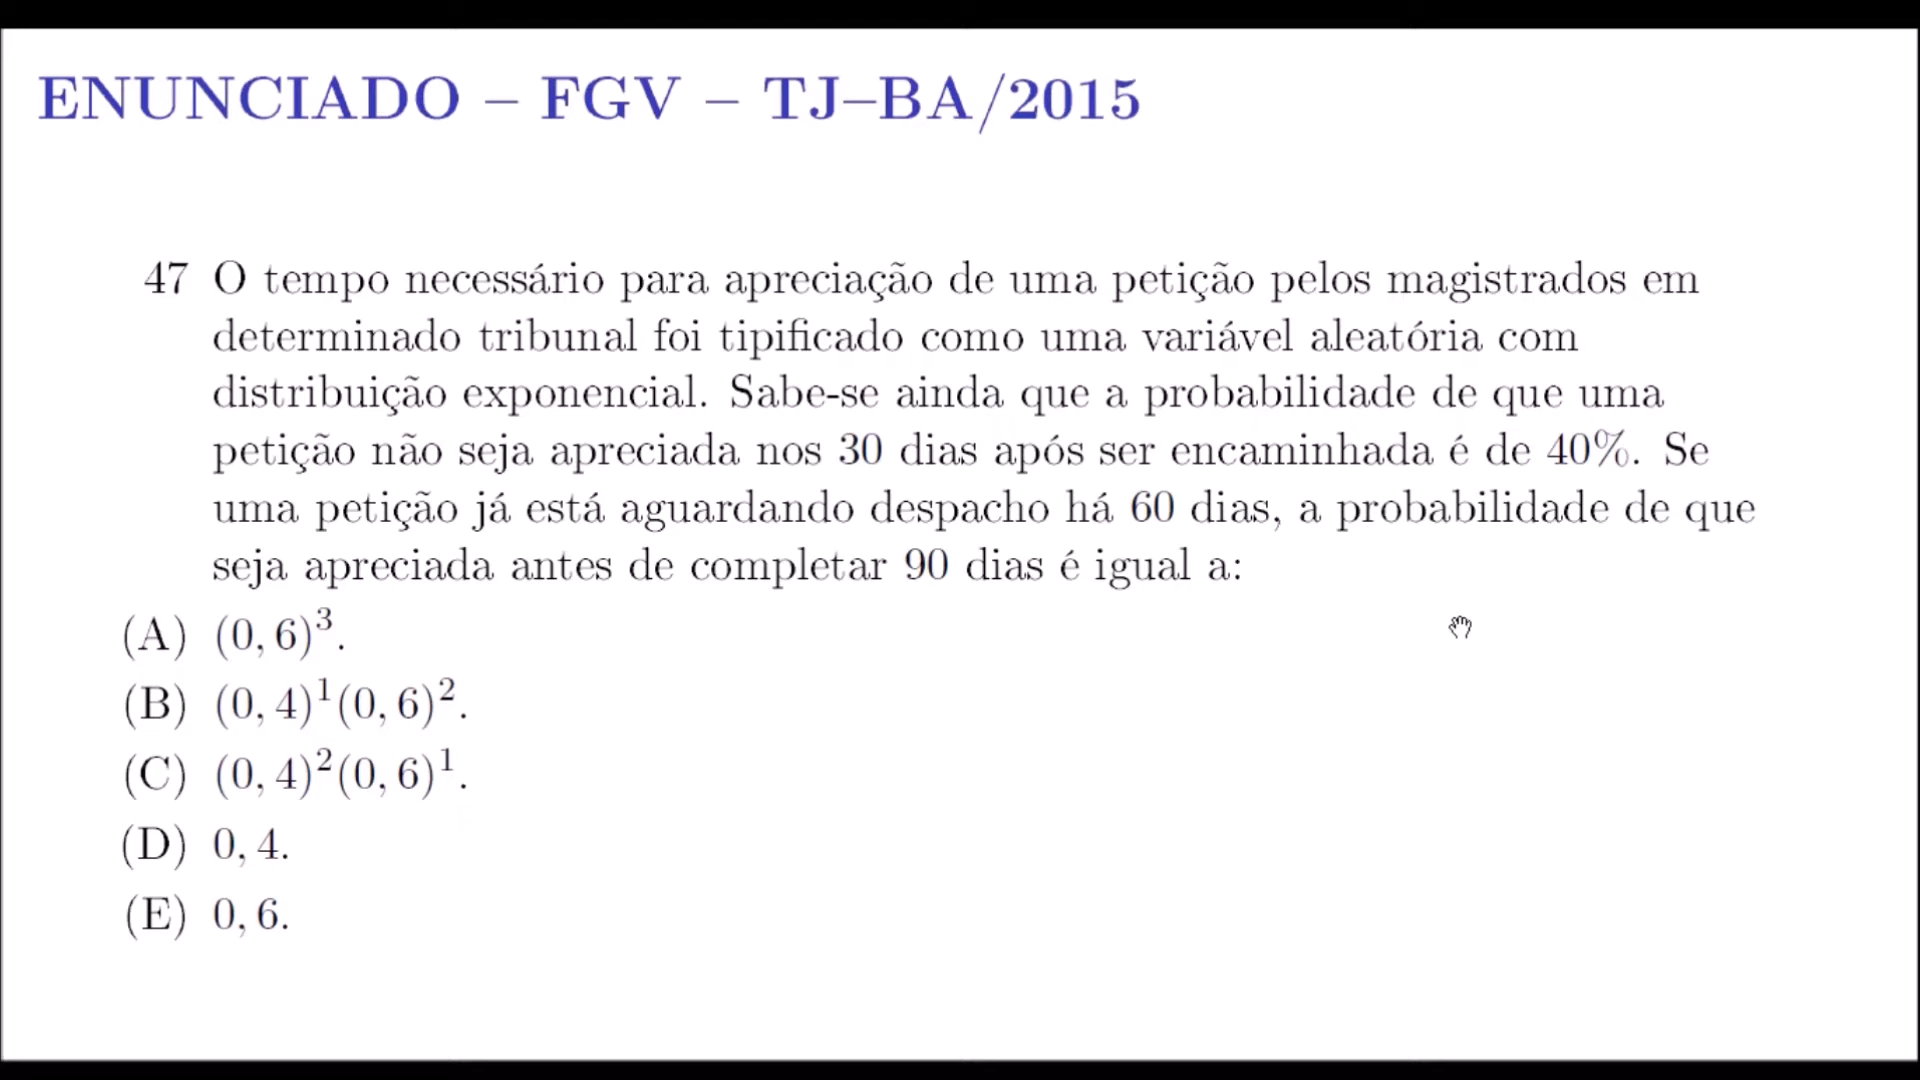 ENUNCIADO – FGV – TJ–BA/2015
47 O tempo necessário para apreciação de uma petição pelos magistrados em
determinado tribunal foi tipificado como uma variável aleatória com
distribuição exponencial. Sabe-se ainda que a probabilidade de que uma
petição não seja apreciada nos 30 dias após ser encaminhada é de 40%. Se
uma petição já está aguardando despacho há 60 dias, a probabilidade de que
seja apreciada antes de completar 90 dias é igual a:
(A) (0, 6)³.
(B) (0, 4)¹(0, 6)².
(C) (0, 4)²(0, 6)¹.
(D) 0, 4.
(E) 0, 6.